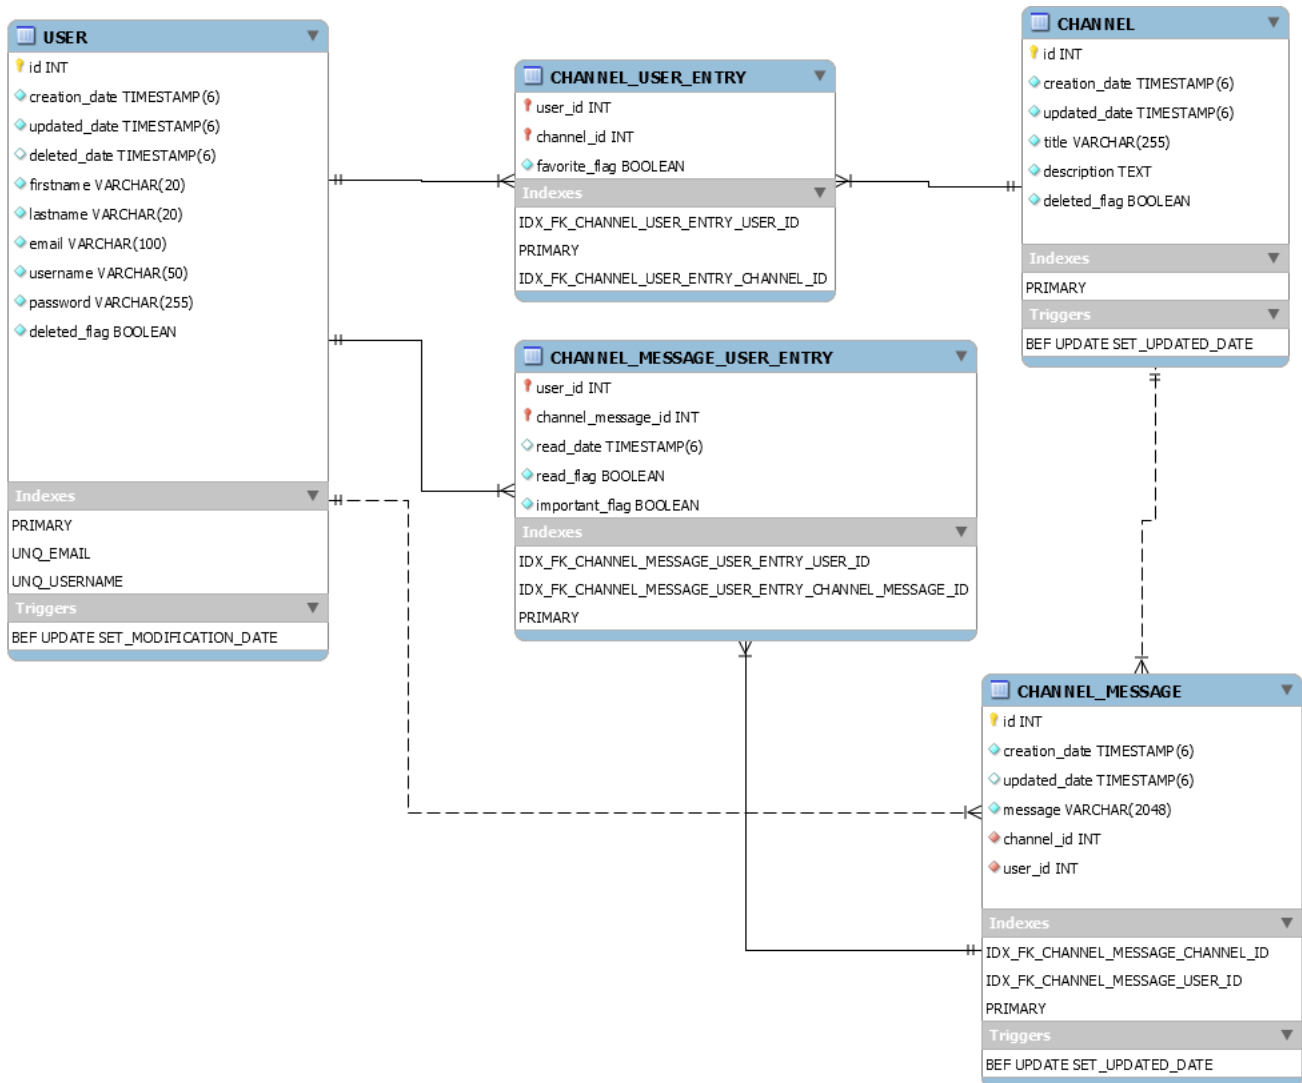 USER
id INT
creation_date TIMESTAMP(6)
updated_date TIMESTAMP(6)
deleted_date TIMESTAMP(6)
firstname VARCHAR(20)
lastname VARCHAR(20)
email VARCHAR(100)
username VARCHAR(50)
password VARCHAR(255)
deleted_flag BOOLEAN
Indexes
PRIMARY
UNQ_EMAIL
UNQ_USERNAME
Triggers
BEF UPDATE SET_MODIFICATION_DATE
CHANNEL_USER_ENTRY
user_id INT
channel_id INT
favorite_flag BOOLEAN
Indexes
IDX_FK_CHANNEL_USER_ENTRY_USER_ID
PRIMARY
IDX_FK_CHANNEL_USER_ENTRY_CHANNEL_ID
CHANNEL
id INT
creation_date TIMESTAMP(6)
updated_date TIMESTAMP(6)
title VARCHAR(255)
description TEXT
deleted_flag BOOLEAN
Indexes
PRIMARY
Triggers
BEF UPDATE SET_UPDATED_DATE
CHANNEL_MESSAGE_USER_ENTRY
user_id INT
channel_message_id INT
read_date TIMESTAMP(6)
read_flag BOOLEAN
important_flag BOOLEAN
Indexes
IDX_FK_CHANNEL_MESSAGE_USER_ENTRY_USER_ID
IDX_FK_CHANNEL_MESSAGE_USER_ENTRY_CHANNEL_MESSAGE_ID
PRIMARY
CHANNEL_MESSAGE
id INT
creation_date TIMESTAMP(6)
updated_date TIMESTAMP(6)
message VARCHAR(2048)
channel_id INT
user_id INT
Indexes
IDX_FK_CHANNEL_MESSAGE_CHANNEL_ID
IDX_FK_CHANNEL_MESSAGE_USER_ID
PRIMARY
Triggers
BEF UPDATE SET_UPDATED_DATE